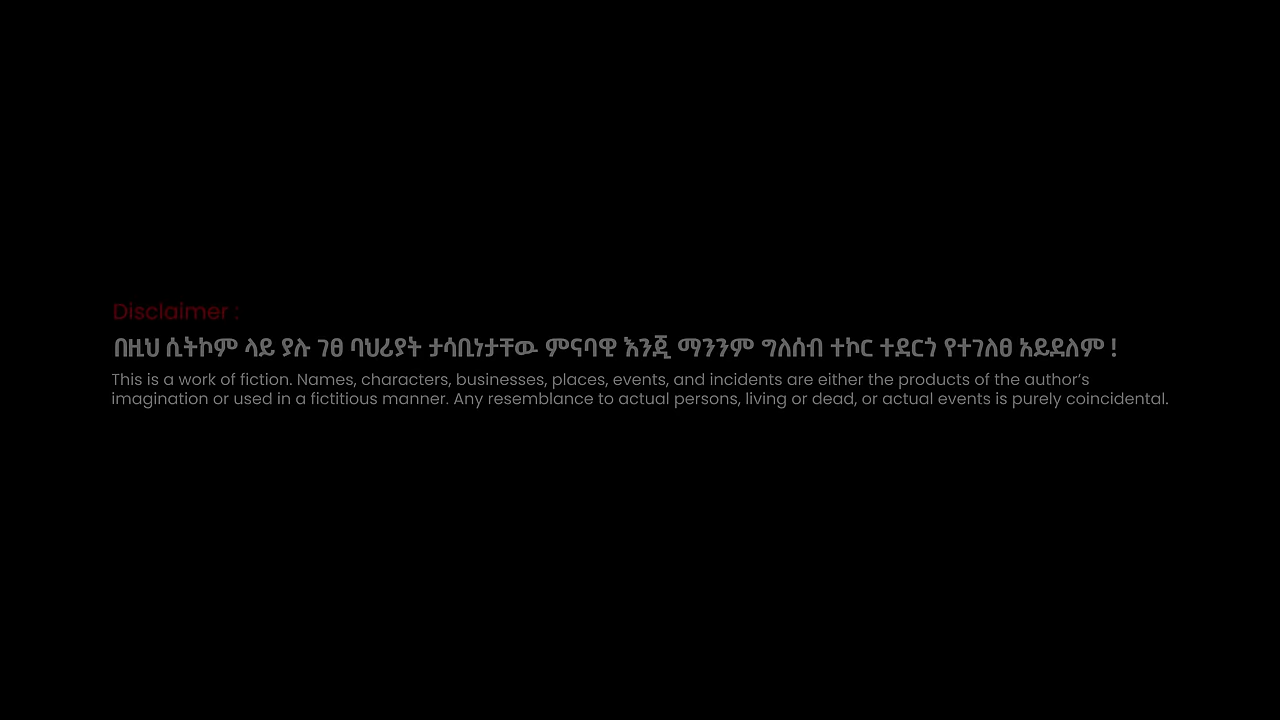 Disclaimer :
በዚህ ሲትኮም ላይ ያሉ ገፀ ባህሪያት ታሳቢነታቸው ምናባዊ እንጂ ማንንም ግለሰብ ተኮር ተደርጎ የተገለፀ አይደለም !
This is a work of fiction. Names, characters, businesses, places, events, and incidents are either the products of the author's
imagination or used in a fictitious manner. Any resemblance to actual persons, living or dead, or actual events is purely coincidental.